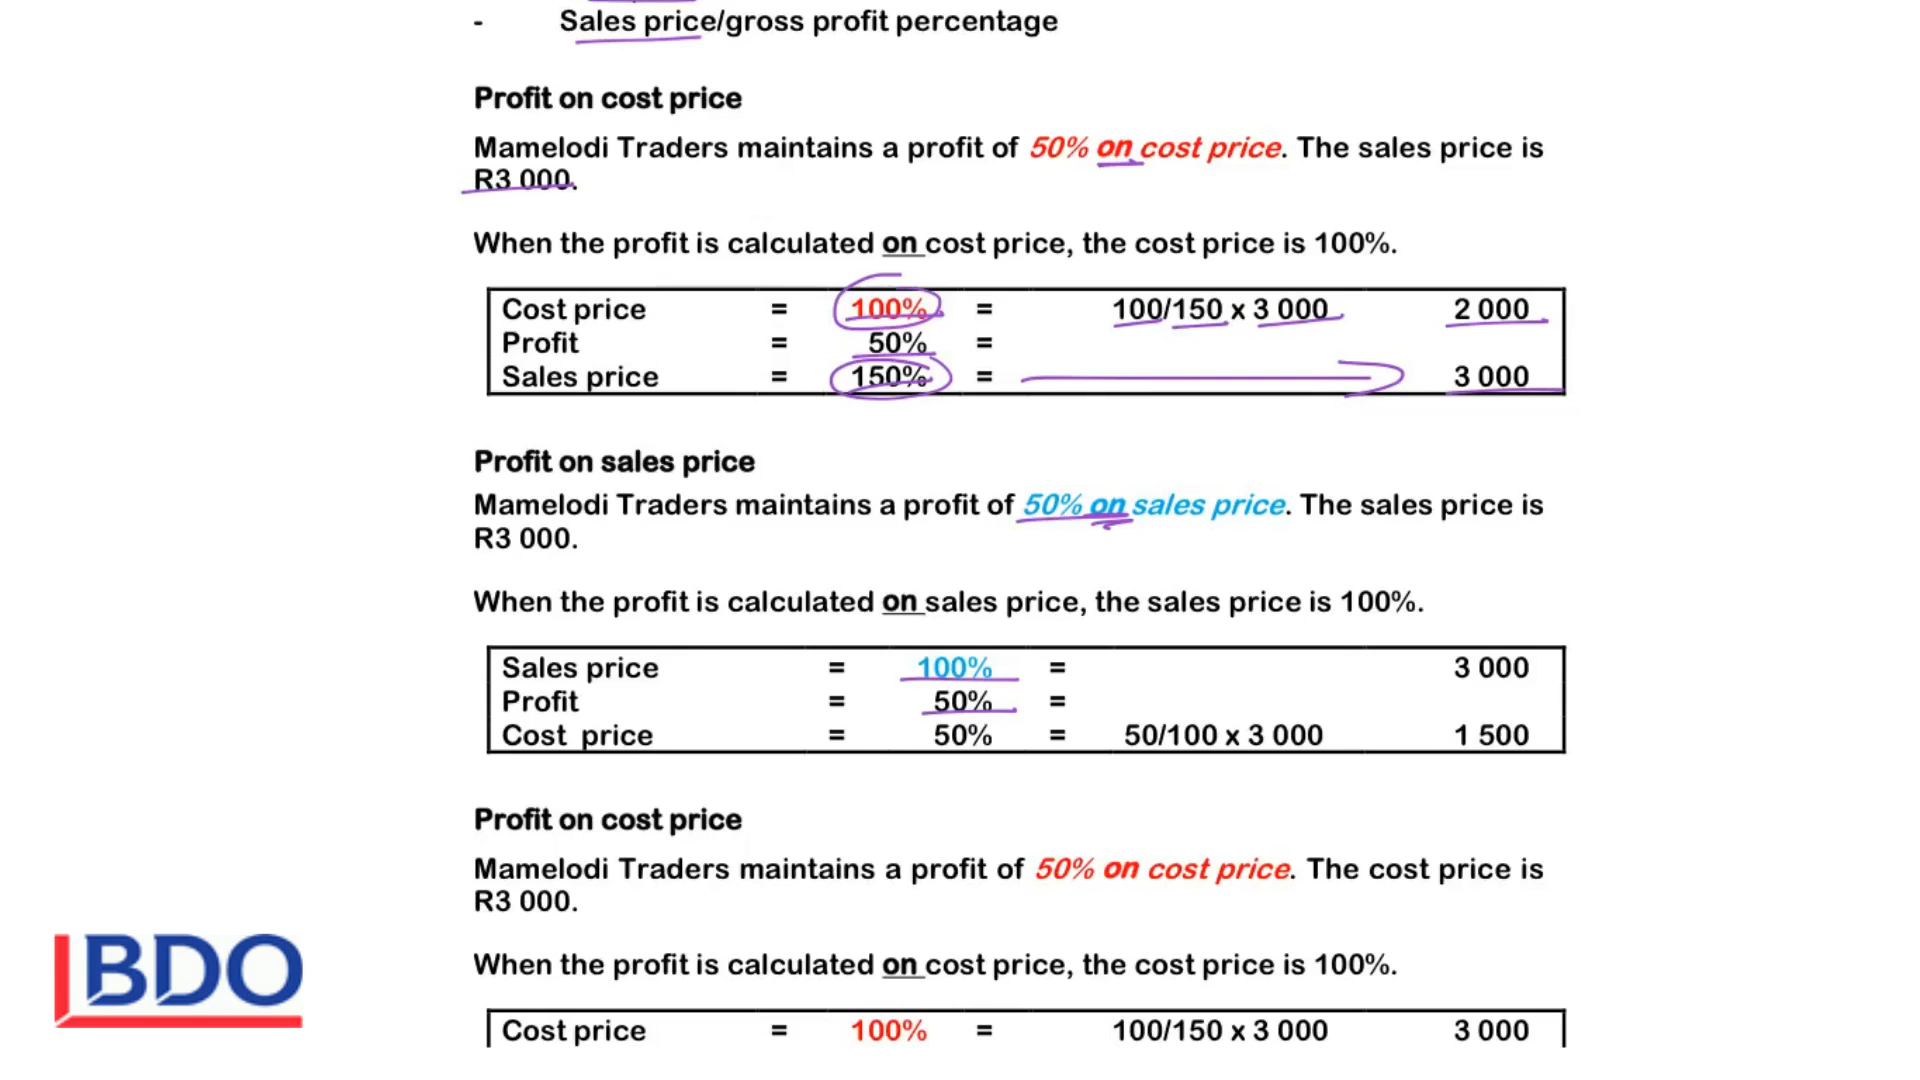 - Sales price/gross profit percentage
Profit on cost price
Mamelodi Traders maintains a profit of 50% on cost price. The sales price is
R3 000.
When the profit is calculated on cost price, the cost price is 100%.
Cost price = 100% = 100/150 x 3 000 2 000
Profit = 50% =
Sales price = 150% = 3 000
Profit on sales price
Mamelodi Traders maintains a profit of 50% on sales price. The sales price is
R3 000.
When the profit is calculated on sales price, the sales price is 100%.
Sales price = 100% = 3 000
Profit = 50% =
Cost price = 50% = 50/100 x 3 000 1 500
Profit on cost price
Mamelodi Traders maintains a profit of 50% on cost price. The cost price is
R3 000.
When the profit is calculated on cost price, the cost price is 100%.
Cost price = 100% = 100/150 x 3 000 3 000
BDO